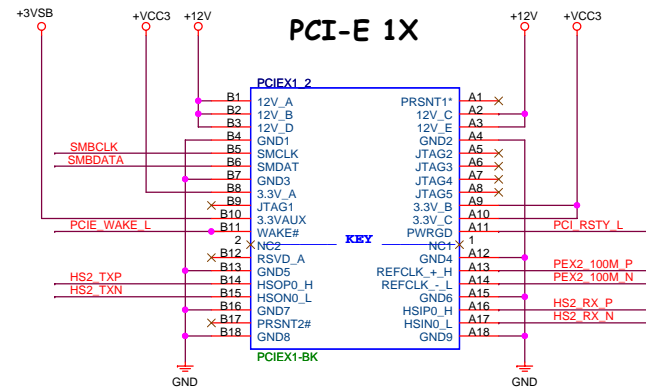 PCI-E 1X
+3VSB
+VCC3
+12V
+12V
+VCC3
PCIEX1_2
B1 12V_A PRSNT1* A1
B2 12V_B 12V_C A2
B3 12V_D 12V_E A3
B4 GND1 GND2 A4
SMBCLK B5 SMCLK JTAG2 A5
SMBDATA B6 SMDAT JTAG3 A6
B7 GND3 JTAG4 A7
B8 3.3V_A JTAG5 A8
B9 JTAG1 3.3V_B A9
B10 3.3VAUX 3.3V_C A10
PCIE_WAKE_L B11 WAKE# PWRGD A11 PCI_RSTY_L
2 NC2 KEY NC1 1
B12 RSVD_A GND4 A12
B13 GND5 REFCLK_+_H A13 PEX2_100M_P
HS2_TXP B14 HSOP0_H REFCLK_-_L A14 PEX2_100M_N
HS2_TXN B15 HSON0_L GND6 A15
B16 GND7 HSIP0_H A16 HS2_RX_P
B17 PRSNT2# HSIN0_L A17 HS2_RX_N
B18 GND8 GND9 A18
PCIEX1-BK
GND
GND